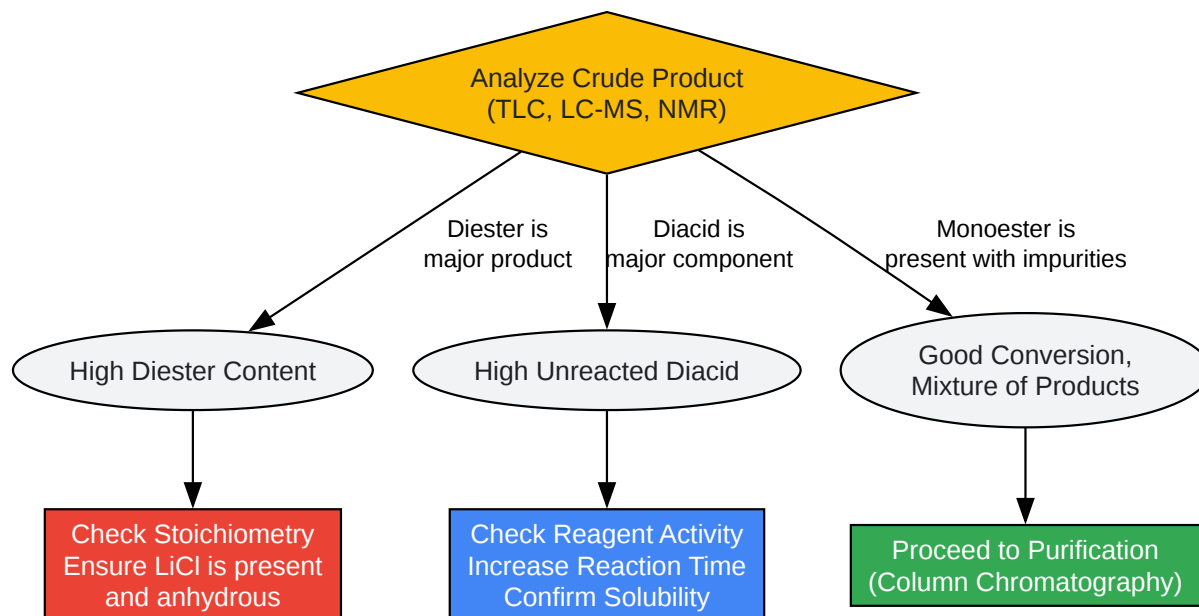 Analyze Crude Product
(TLC, LC-MS, NMR)
Diester is
major product
Diacid is
major component
Monoester is
present with impurities
High Diester Content
High Unreacted Diacid
Good Conversion,
Mixture of Products
Check Stoichiometry
Ensure LiCl is present
and anhydrous
Check Reagent Activity
Increase Reaction Time
Confirm Solubility
Proceed to Purification
(Column Chromatography)